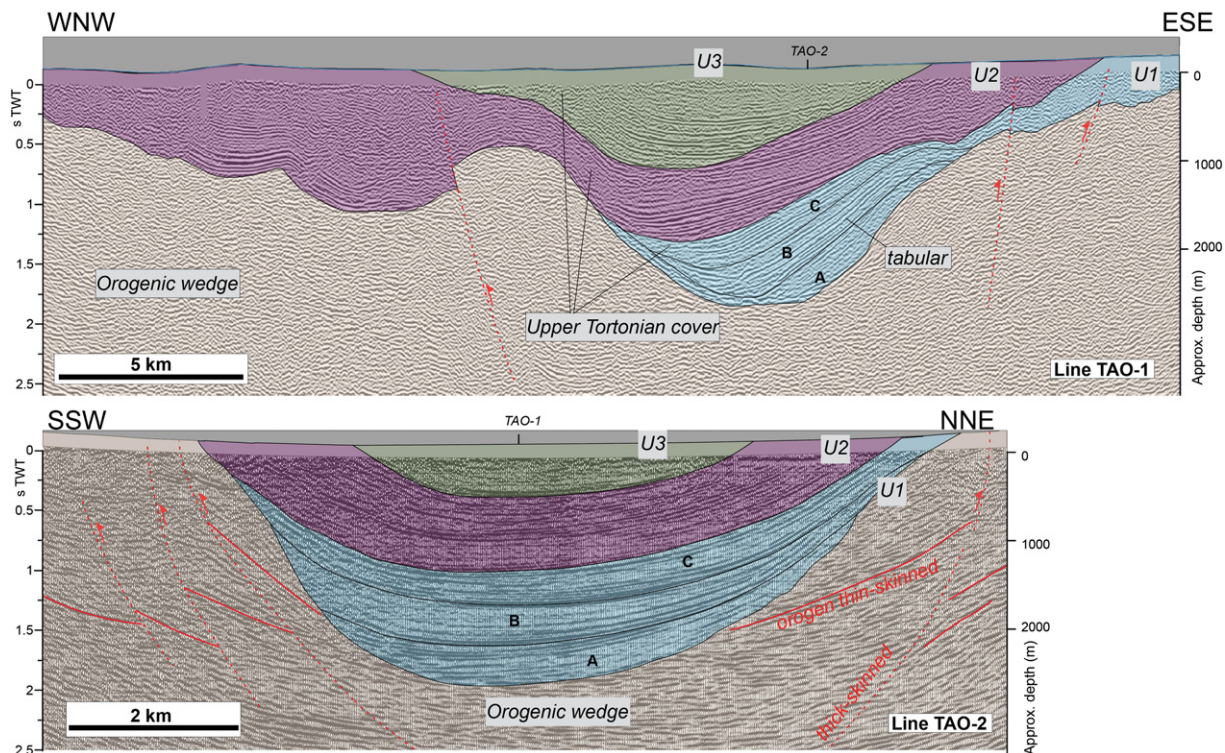 WNW
ESE
TAO-2
U3
U2
U1
0
0
s TWT
0.5
1
1.5
2
2.5
1000
2000
Approx. depth (m)
C
B
A
tabular
Orogenic wedge
Upper Tortonian cover
5 km
Line TAO-1
SSW
NNE
TAO-1
U3
U2
U1
0
0
s TWT
0.5
1
1.5
2
2.5
1000
2000
Approx. depth (m)
C
B
A
orogen thin-skinned
thick-skinned
Orogenic wedge
2 km
Line TAO-2